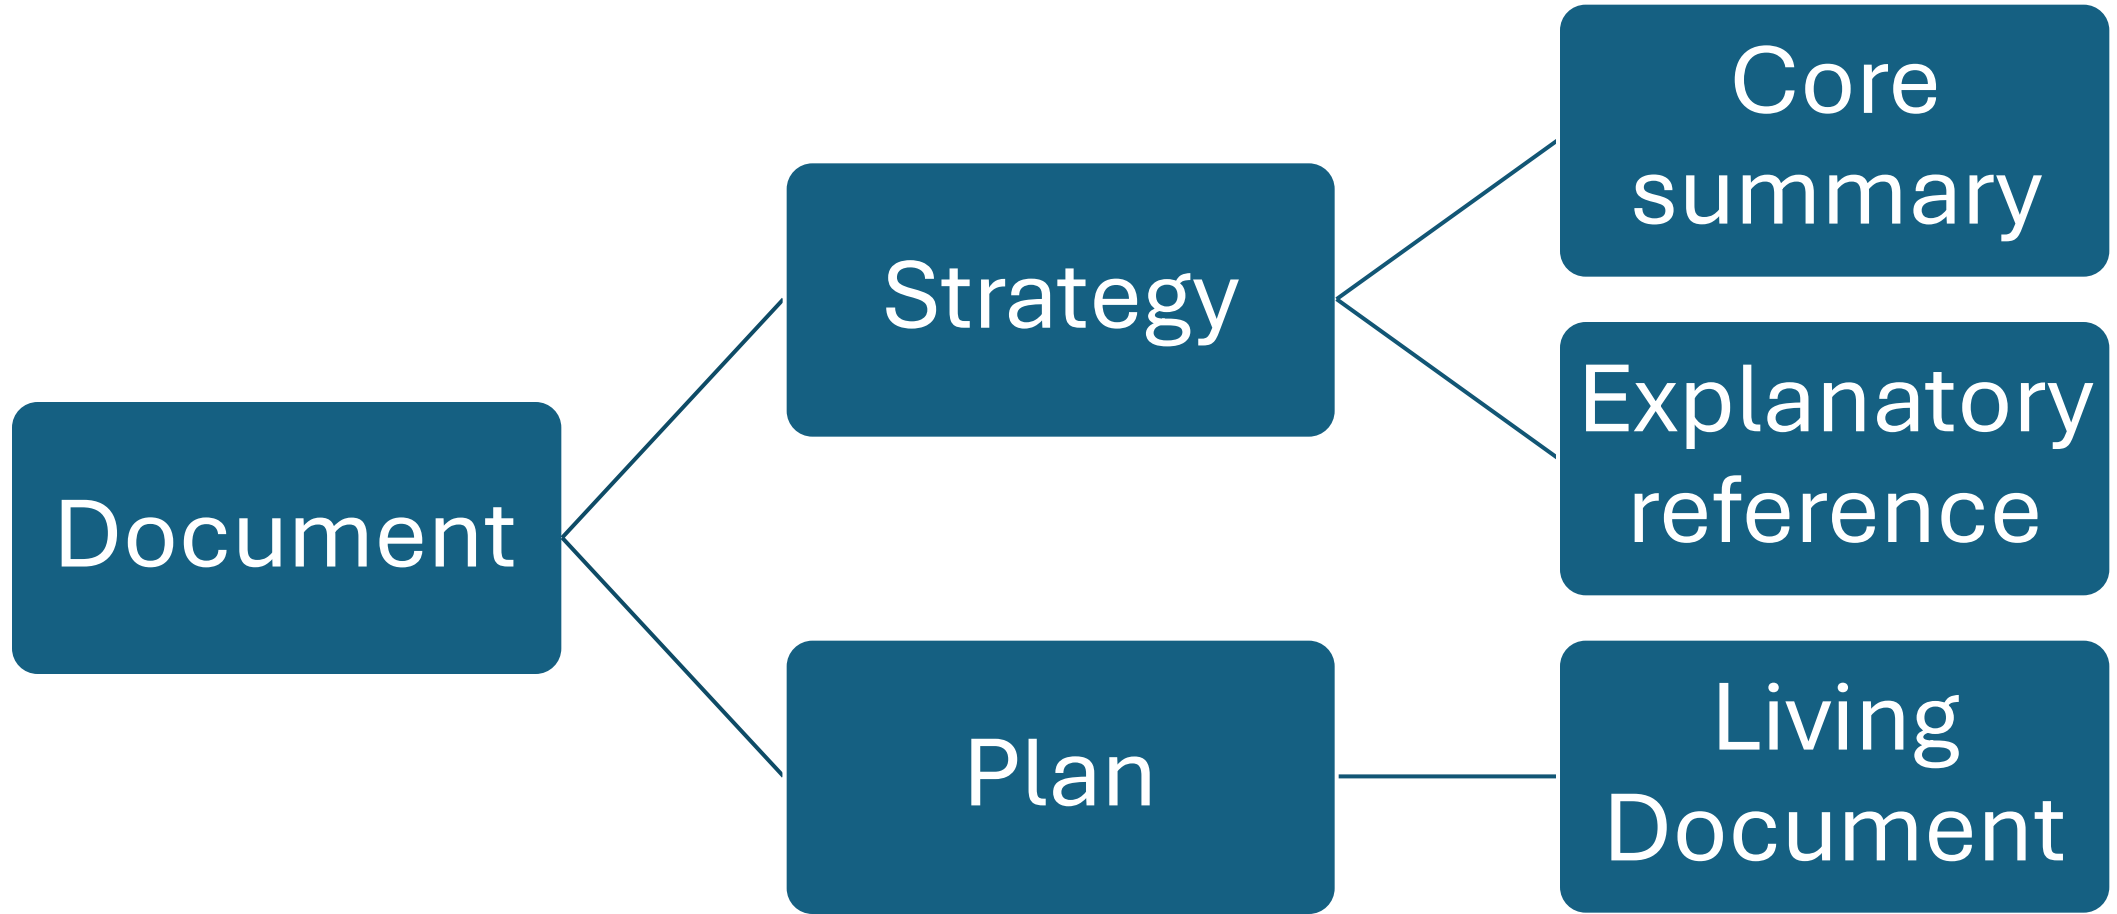 Document
Strategy
Core
summary
Explanatory
reference
Plan
Living
Document